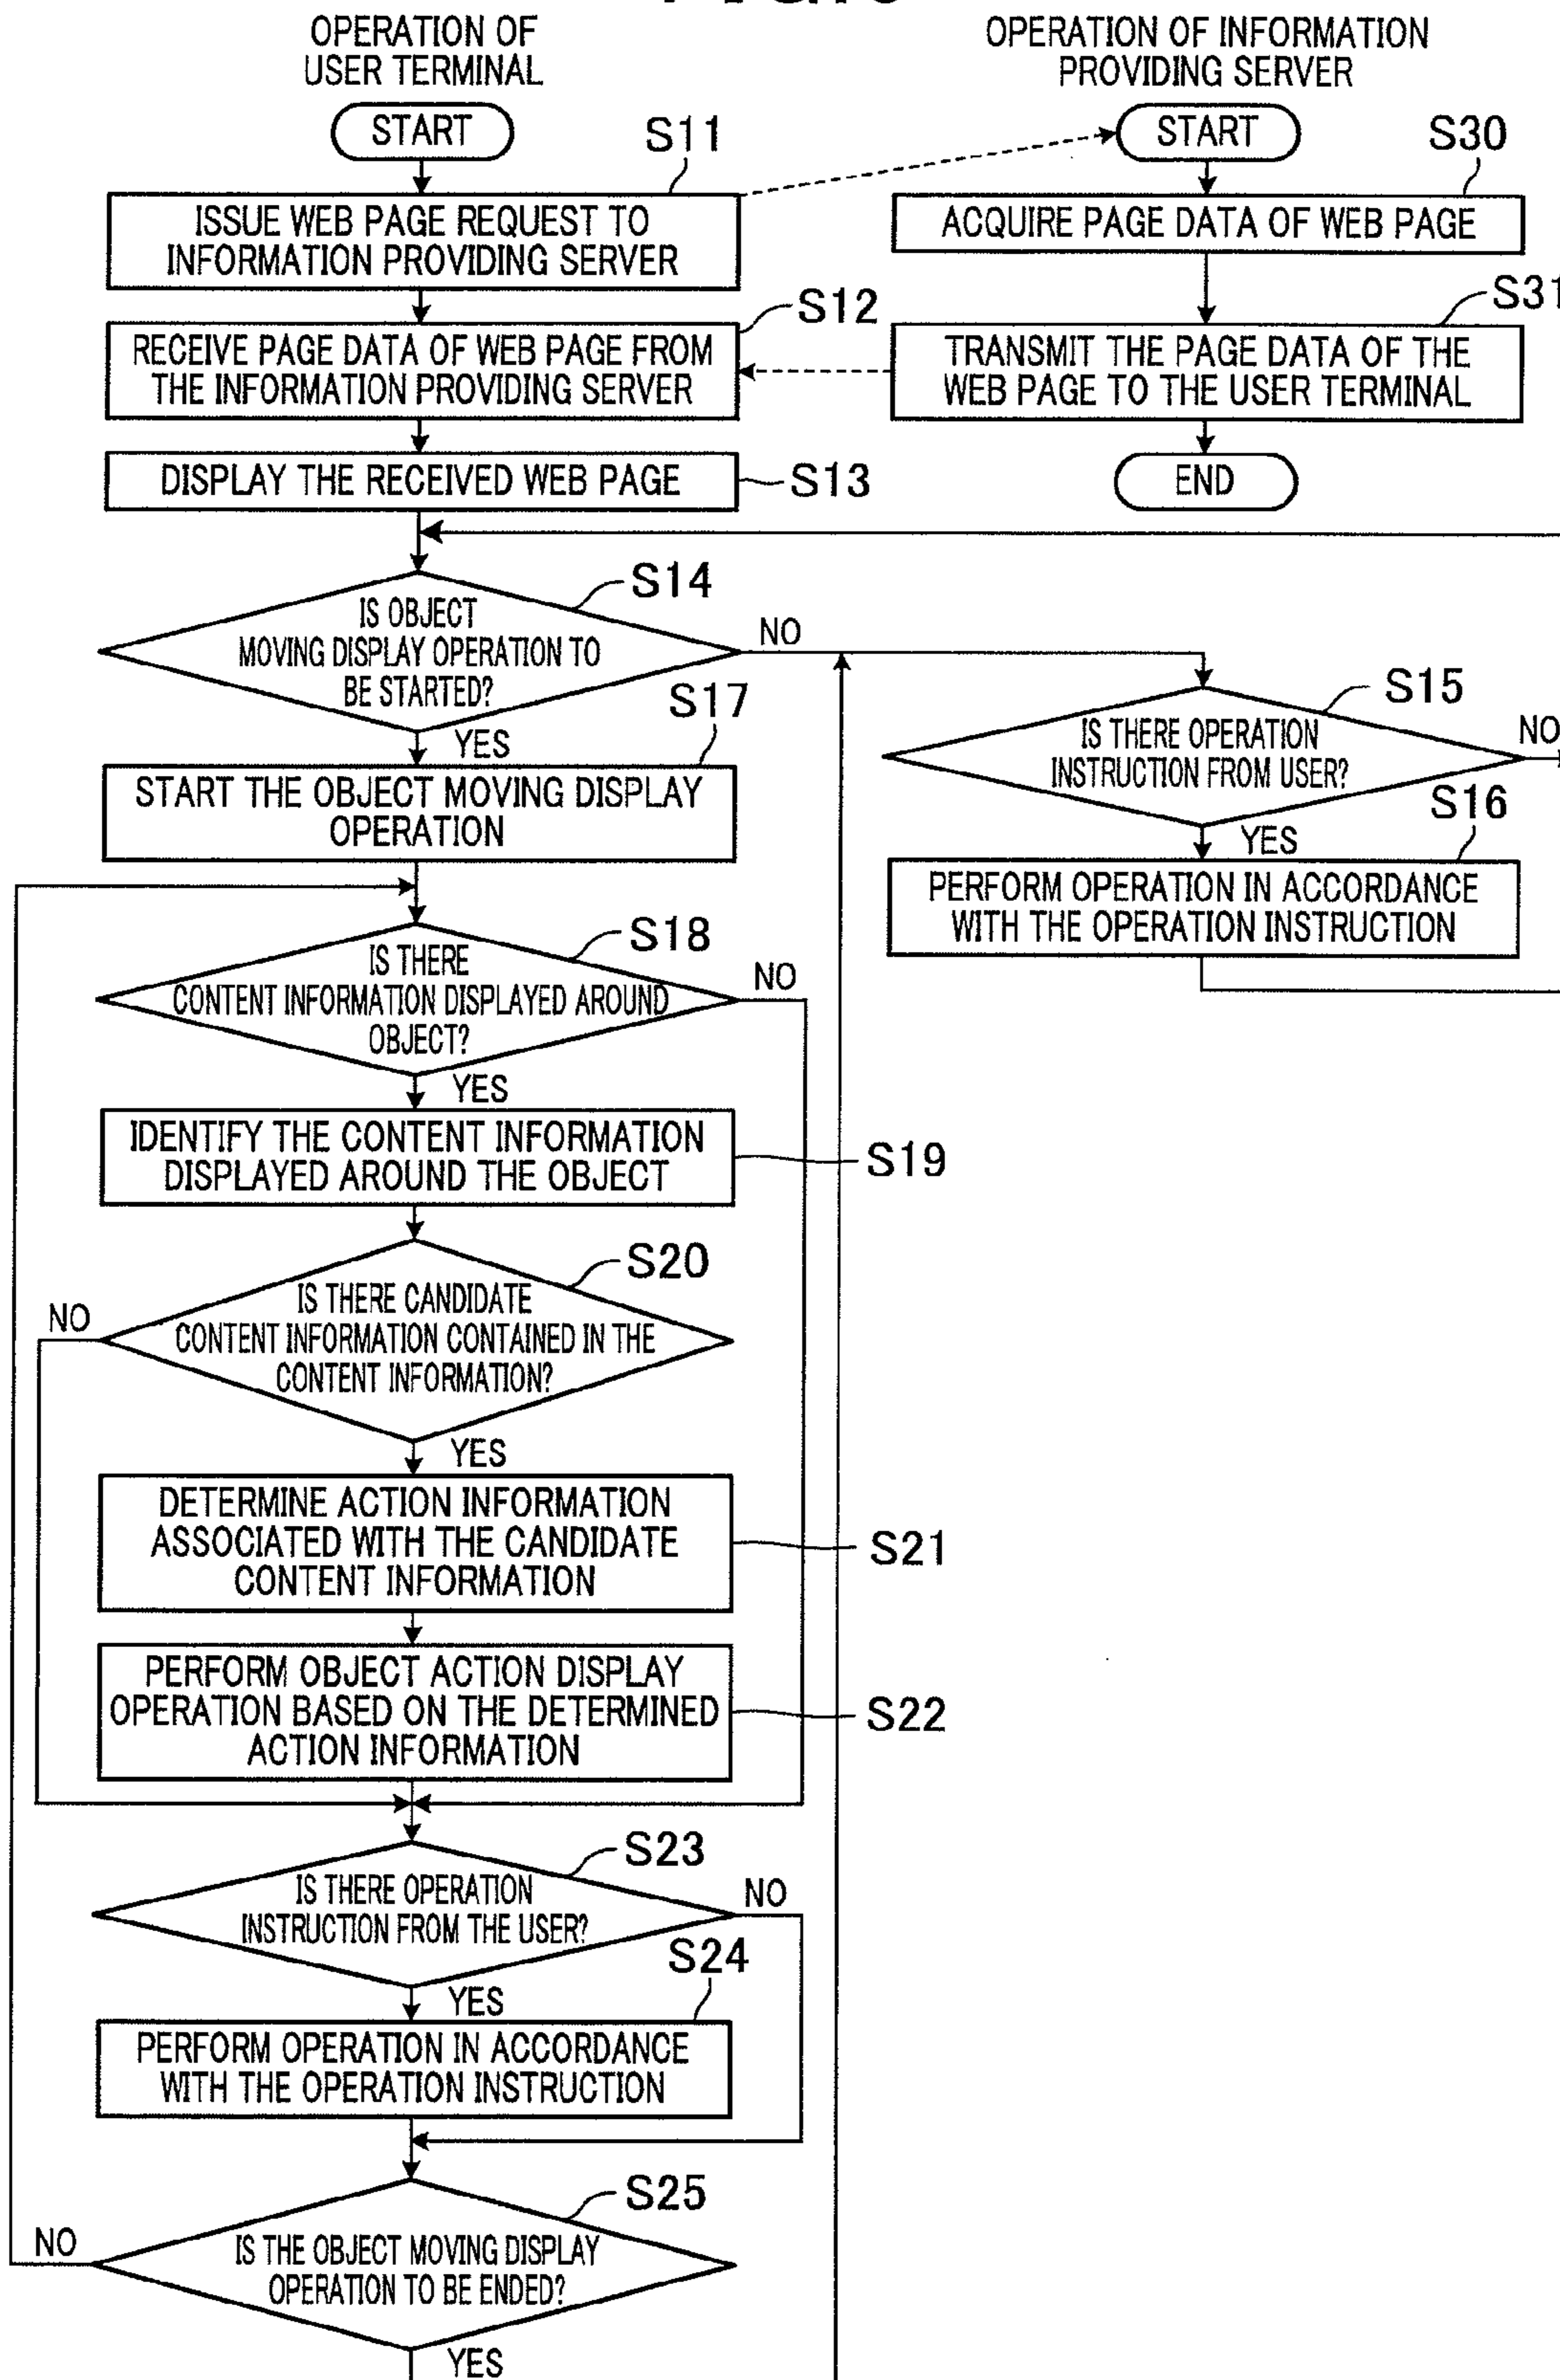 OPERATION OF
USER TERMINAL
START
S11
ISSUE WEB PAGE REQUEST TO
INFORMATION PROVIDING SERVER
S12
RECEIVE PAGE DATA OF WEB PAGE FROM
THE INFORMATION PROVIDING SERVER
DISPLAY THE RECEIVED WEB PAGE
S13
OPERATION OF INFORMATION
PROVIDING SERVER
START
S30
ACQUIRE PAGE DATA OF WEB PAGE
S31
TRANSMIT THE PAGE DATA OF THE
WEB PAGE TO THE USER TERMINAL
END
S14
IS OBJECT
MOVING DISPLAY OPERATION TO
BE STARTED?
NO
YES
S15
IS THERE OPERATION
INSTRUCTION FROM USER?
NO
YES
S16
PERFORM OPERATION IN ACCORDANCE
WITH THE OPERATION INSTRUCTION
S17
START THE OBJECT MOVING DISPLAY
OPERATION
S18
IS THERE
CONTENT INFORMATION DISPLAYED AROUND
OBJECT?
NO
YES
IDENTIFY THE CONTENT INFORMATION
DISPLAYED AROUND THE OBJECT
S19
S20
IS THERE CANDIDATE
CONTENT INFORMATION CONTAINED IN THE
CONTENT INFORMATION?
NO
YES
DETERMINE ACTION INFORMATION
ASSOCIATED WITH THE CANDIDATE
CONTENT INFORMATION
S21
PERFORM OBJECT ACTION DISPLAY
OPERATION BASED ON THE DETERMINED
ACTION INFORMATION
S22
S23
IS THERE OPERATION
INSTRUCTION FROM THE USER?
NO
YES
S24
PERFORM OPERATION IN ACCORDANCE
WITH THE OPERATION INSTRUCTION
S25
IS THE OBJECT MOVING DISPLAY
OPERATION TO BE ENDED?
NO
YES